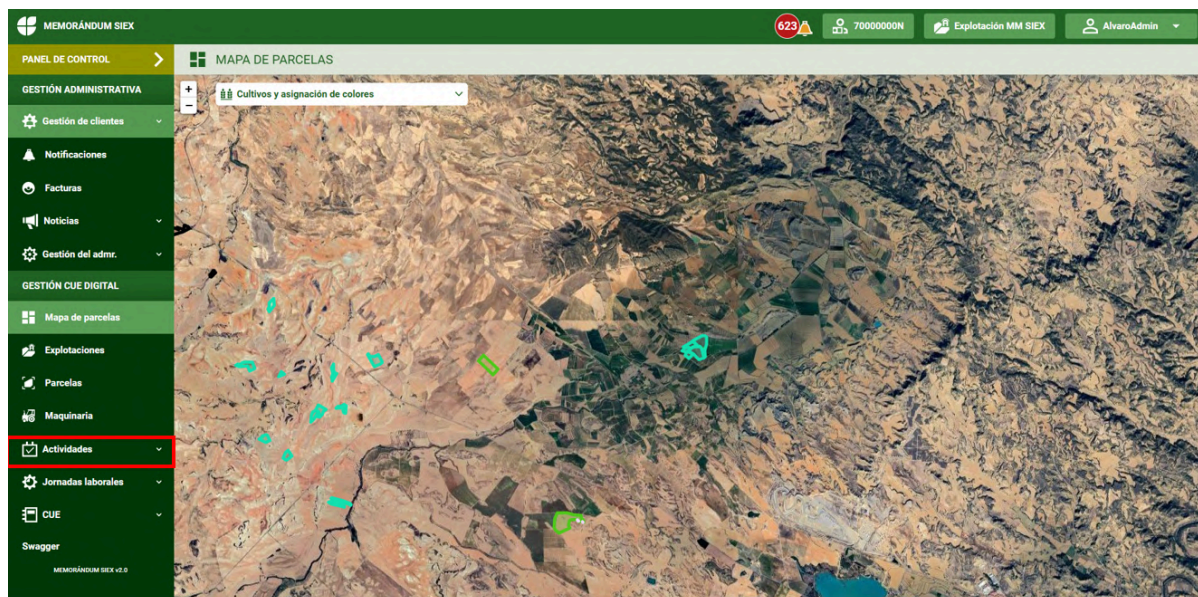 MEMORÁNDUM SIEX
623
70000000N
Explotación MM SIEX
AlvaroAdmin
PANEL DE CONTROL
MAPA DE PARCELAS
GESTIÓN ADMINISTRATIVA
+
-
Cultivos y asignación de colores
Gestión de clientes
Notificaciones
Facturas
Noticias
Gestión del admr.
GESTIÓN CUE DIGITAL
Mapa de parcelas
Explotaciones
Parcelas
Maquinaria
Actividades
Jornadas laborales
CUE
Swagger
MEMORÁNDUM SIEX v2.0